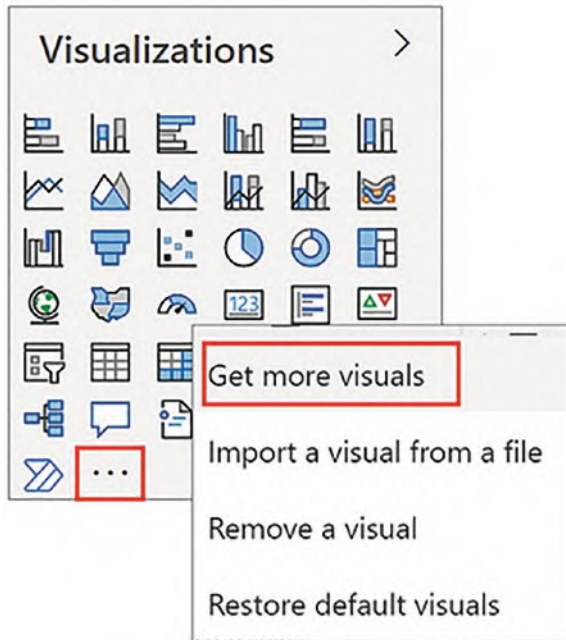 Visualizations
123
Get more visuals
Import a visual from a file
Remove a visual
Restore default visuals